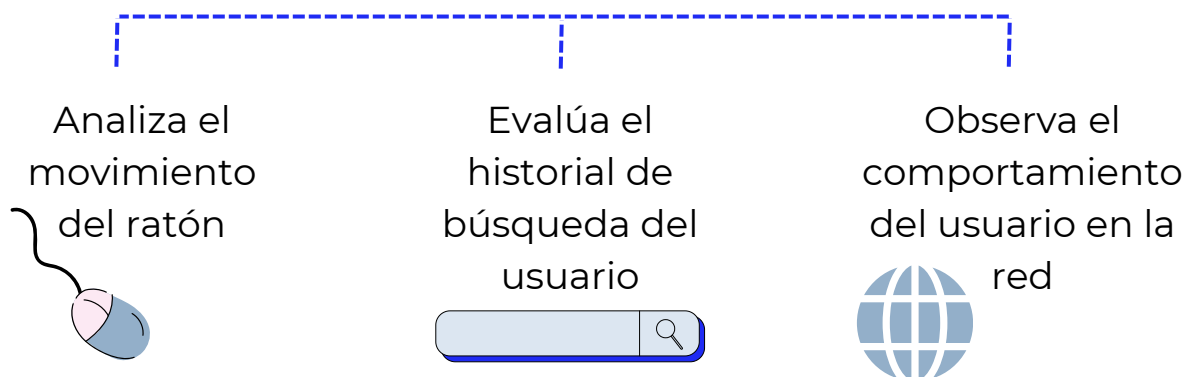 Analiza el
movimiento
del ratón
Evalúa el
historial de
búsqueda del
usuario
Observa el
comportamiento
del usuario en la
red